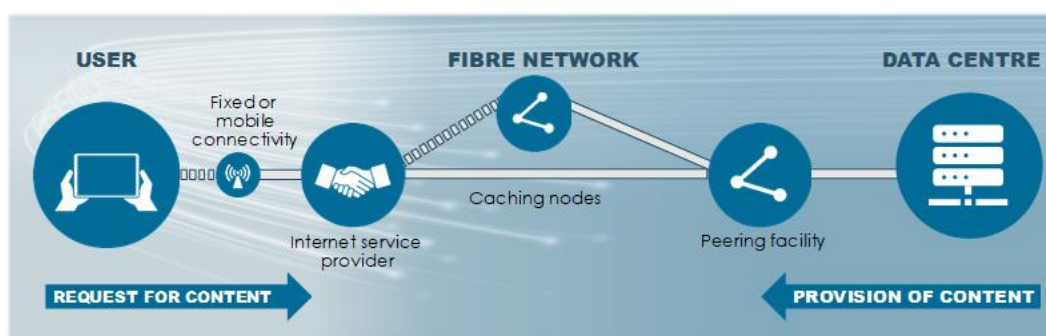 USER
FIBRE NETWORK
DATA CENTRE
Fixed or
mobile
connectivity
Caching nodes
Internet service
provider
Peering facility
REQUEST FOR CONTENT
PROVISION OF CONTENT